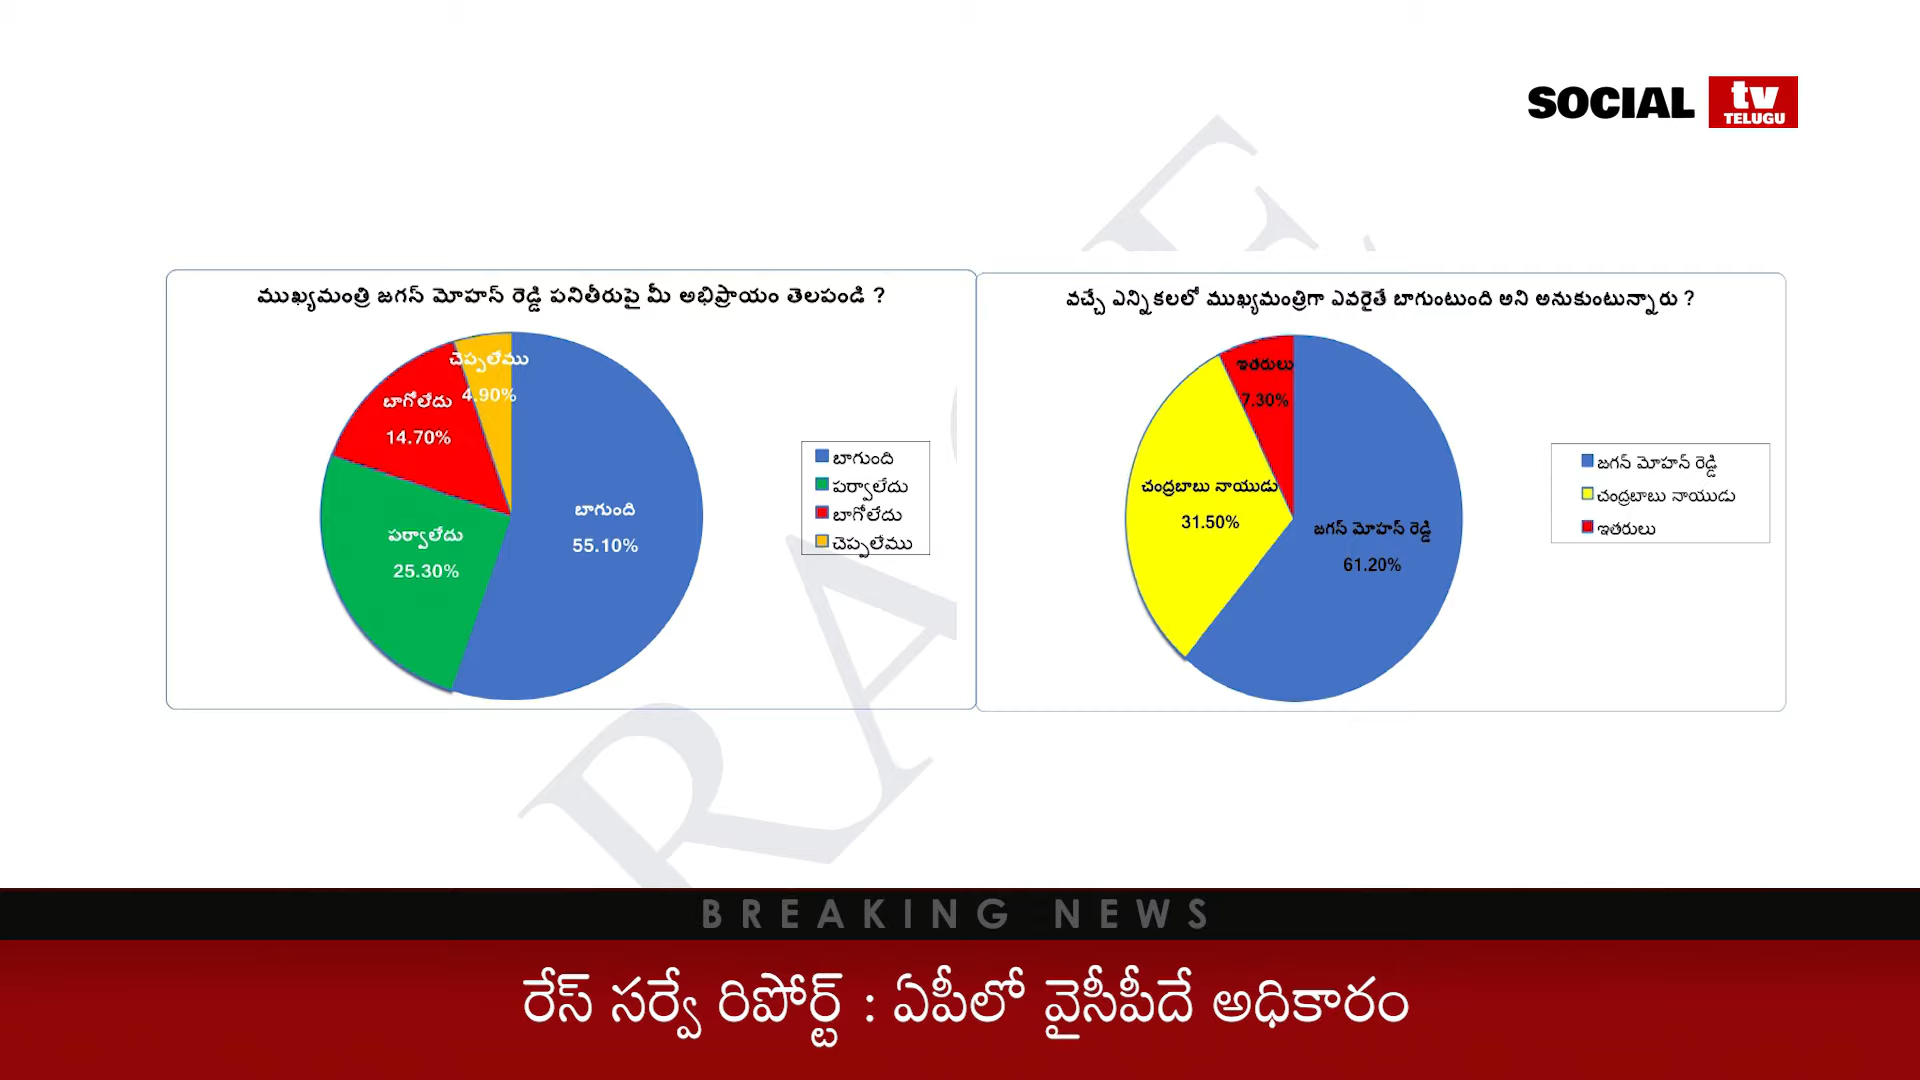 SOCIAL tv
TELUGU
ముఖ్యమంత్రి జగన్ మోహన్ రెడ్డి పనితీరుపై మీ అభిప్రాయం తెలపండి ?
చెప్పలేము
4.90%
బాగోలేదు
14.70%
పర్వాలేదు
25.30%
బాగుంది
55.10%
బాగుంది
పర్వాలేదు
బాగోలేదు
చెప్పలేము
వచ్చే ఎన్నికలలో ముఖ్యమంత్రిగా ఎవరైతే బాగుంటుంది అని అనుకుంటున్నారు ?
ఇతరులు
7.30%
చంద్రబాబు నాయుడు
31.50%
జగన్ మోహన్ రెడ్డి
61.20%
జగన్ మోహన్ రెడ్డి
చంద్రబాబు నాయుడు
ఇతరులు
BREAKING NEWS
రేస్ సర్వే రిపోర్ట్ : ఏపీలో వైసీపీదే అధికారం